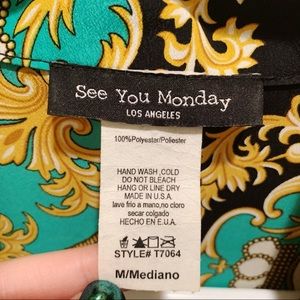 See You Monday
LOS ANGELES
100%Polyester/Poliester
HAND WASH ,COLD
DO NOT BLEACH
HANG OR LINE DRY
MADE IN U.S.A
lave frio a mano,no cloro
secar colgado
HECHO EN E.U.A.
STYLE# T7064
M/Mediano